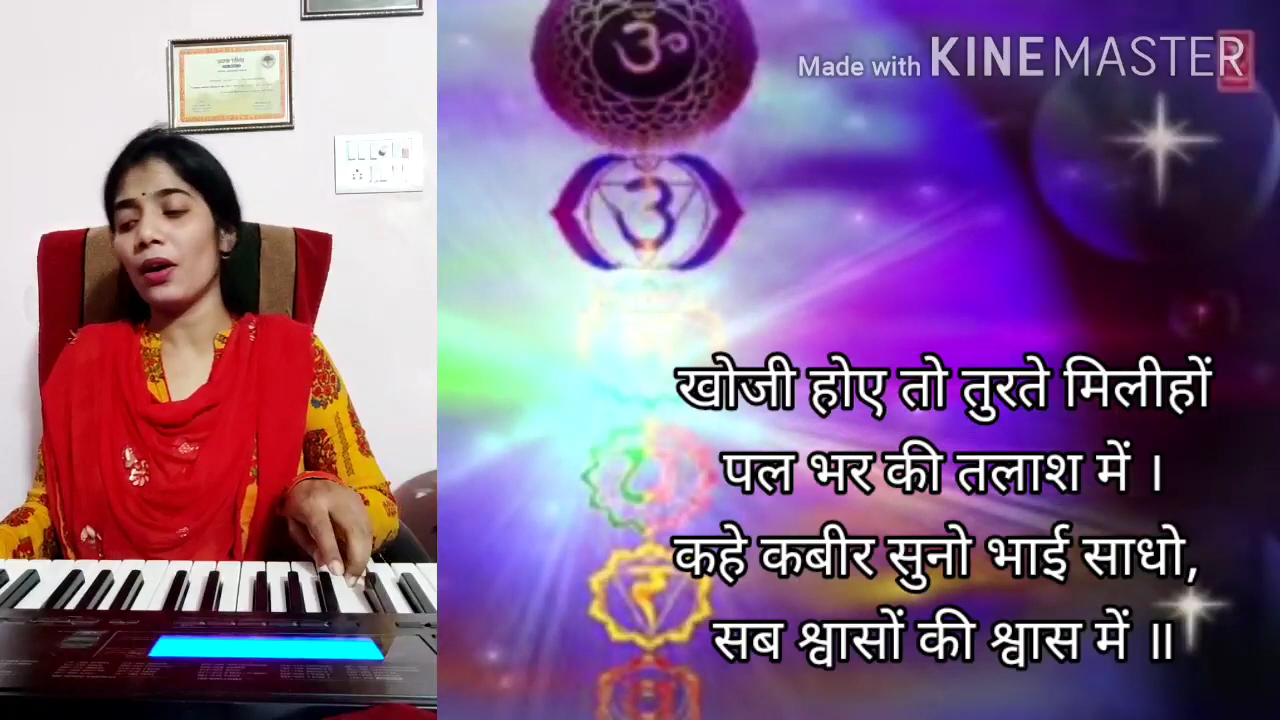 Made with KINEMASTER
खोजी होए तो तुरते मिलीहों
पल भर की तलाश में ।
कहे कबीर सुनो भाई साधो,
सब श्वासों की श्वास में ॥